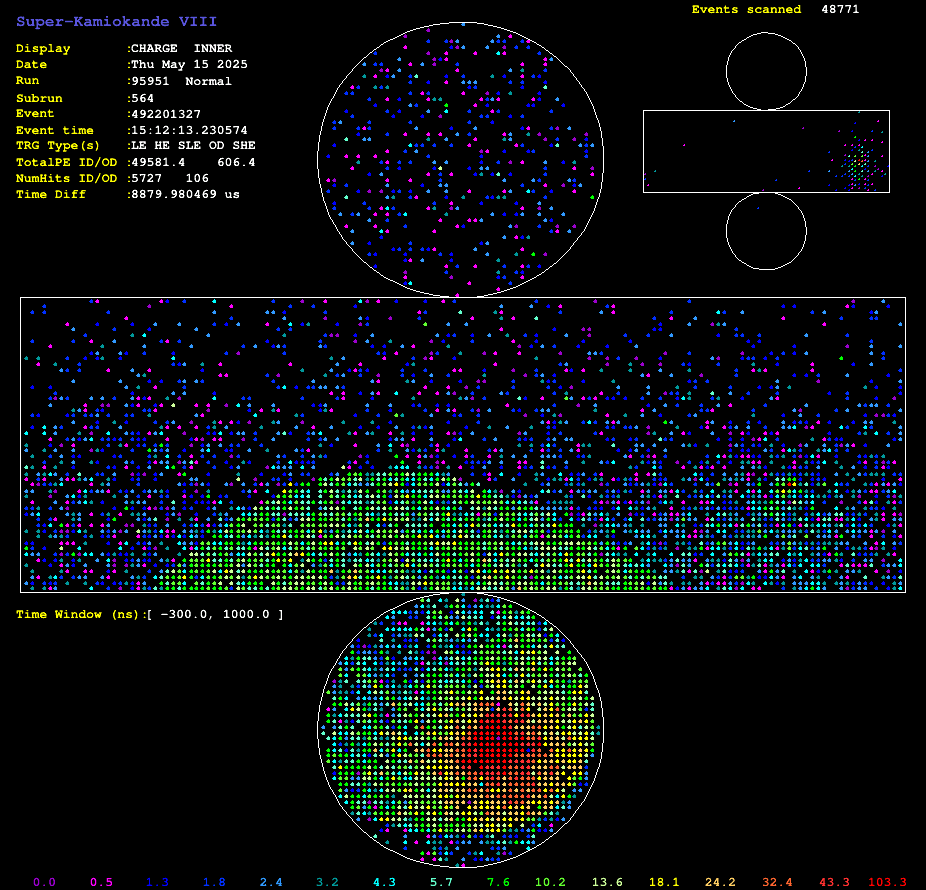 Super-Kamiokande VIII
Events scanned 48771
Display :CHARGE INNER
Date :Thu May 15 2025
Run :95951 Normal
Subrun :564
Event :492201327
Event time :15:12:13.230574
TRG Type(s) :LE HE SLE OD SHE
TotalPE ID/OD :49581.4 606.4
NumHits ID/OD :5727 106
Time Diff :8879.980469 us
Time Window (ns):[ -300.0, 1000.0 ]
0.0 0.5 1.3 1.8 2.4 3.2 4.3 5.7 7.6 10.2 13.6 18.1 24.2 32.4 43.3 103.3